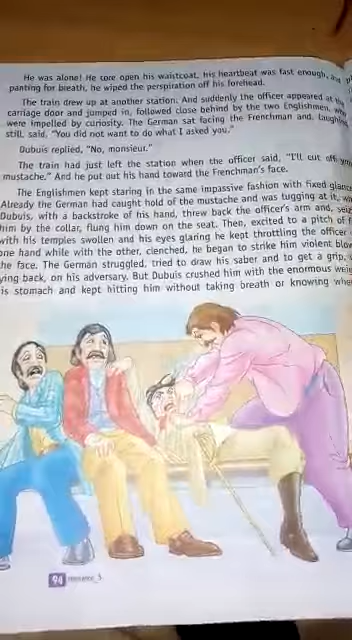 He was alone! He tore open his waistcoat, his heartbeat was fast enough, and
panting for breath, he wiped the perspiration off his forehead.
The train drew up at another station. And suddenly the officer appeared at the
carriage door and jumped in, followed close behind by the two Englishmen, who
were impelled by curiosity. The German sat facing the Frenchman and, laughing
still, said, "You did not want to do what I asked you."
Dubuis replied, "No, monsieur."
The train had just left the station when the officer said, "I'll cut off your
mustache." And he put out his hand toward the Frenchman's face.
The Englishmen kept staring in the same impassive fashion with fixed glances
Already the German had caught hold of the mustache and was tugging at it, when
Dubuis, with a backstroke of his hand, threw back the officer's arm and,
him by the collar, flung him down on the seat. Then, excited to a pitch of
with his temples swollen and his eyes glaring he kept throttling the officer
one hand while with the other, clenched, he began to strike him violent blows
the face. The German struggled, tried to draw his saber and to get a grip,
ying back, on his adversary. But Dubuis crushed him with the enormous weight
is stomach and kept hitting him without taking breath or knowing where
94